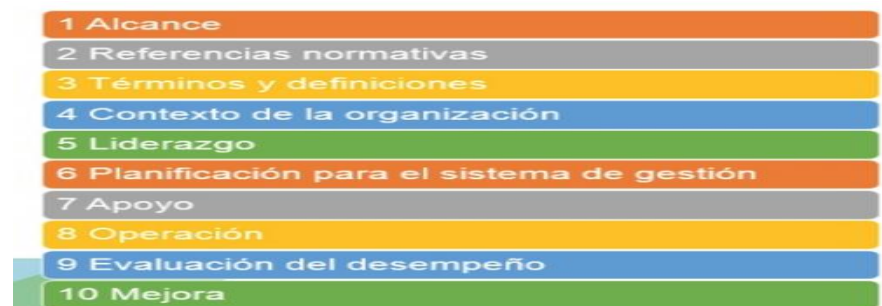 1 Alcance
2 Referencias normativas
3 Términos y definiciones
4 Contexto de la organización
5 Liderazgo
6 Planificación para el sistema de gestión
7 Apoyo
8 Operación
9 Evaluación del desempeño
10 Mejora